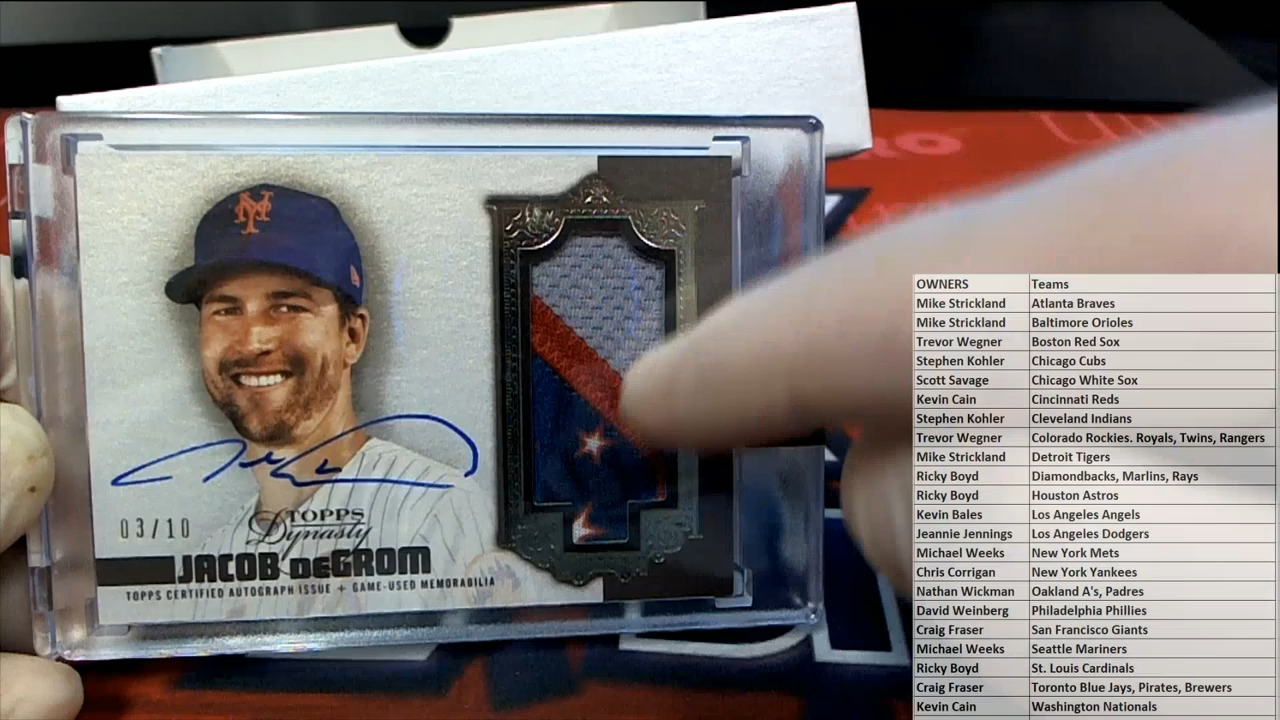 NY
03/10
TOPPS
Dynasty
JACOB DEGROM
TOPPS CERTIFIED AUTOGRAPH ISSUE + GAME-USED MEMORABILIA
OWNERS Teams
Mike Strickland Atlanta Braves
Mike Strickland Baltimore Orioles
Trevor Wegner Boston Red Sox
Stephen Kohler Chicago Cubs
Scott Savage Chicago White Sox
Kevin Cain Cincinnati Reds
Stephen Kohler Cleveland Indians
Trevor Wegner Colorado Rockies. Royals, Twins, Rangers
Mike Strickland Detroit Tigers
Ricky Boyd Diamondbacks, Marlins, Rays
Ricky Boyd Houston Astros
Kevin Bales Los Angeles Angels
Jeannie Jennings Los Angeles Dodgers
Michael Weeks New York Mets
Chris Corrigan New York Yankees
Nathan Wickman Oakland A's, Padres
David Weinberg Philadelphia Phillies
Craig Fraser San Francisco Giants
Michael Weeks Seattle Mariners
Ricky Boyd St. Louis Cardinals
Craig Fraser Toronto Blue Jays, Pirates, Brewers
Kevin Cain Washington Nationals